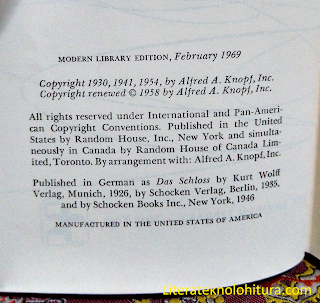 MODERN LIBRARY EDITION, February 1969
Copyright 1930, 1941, 1954, by Alfred A. Knopf, Inc.
Copyright renewed © 1958 by Alfred A. Knopf, Inc.
All rights reserved under International and Pan-Ameri-
can Copyright Conventions. Published in the United
States by Random House, Inc., New York and simulta-
neously in Canada by Random House of Canada Lim-
ited, Toronto. By arrangement with: Alfred A. Knopf, Inc.
Published in German as Das Schloss by Kurt Wolff
Verlag, Munich, 1926, by Schocken Verlag, Berlin, 1935,
and by Schocken Books Inc., New York, 1946
MANUFACTURED IN THE UNITED STATES OF AMERICA
Literateknolohitura.com